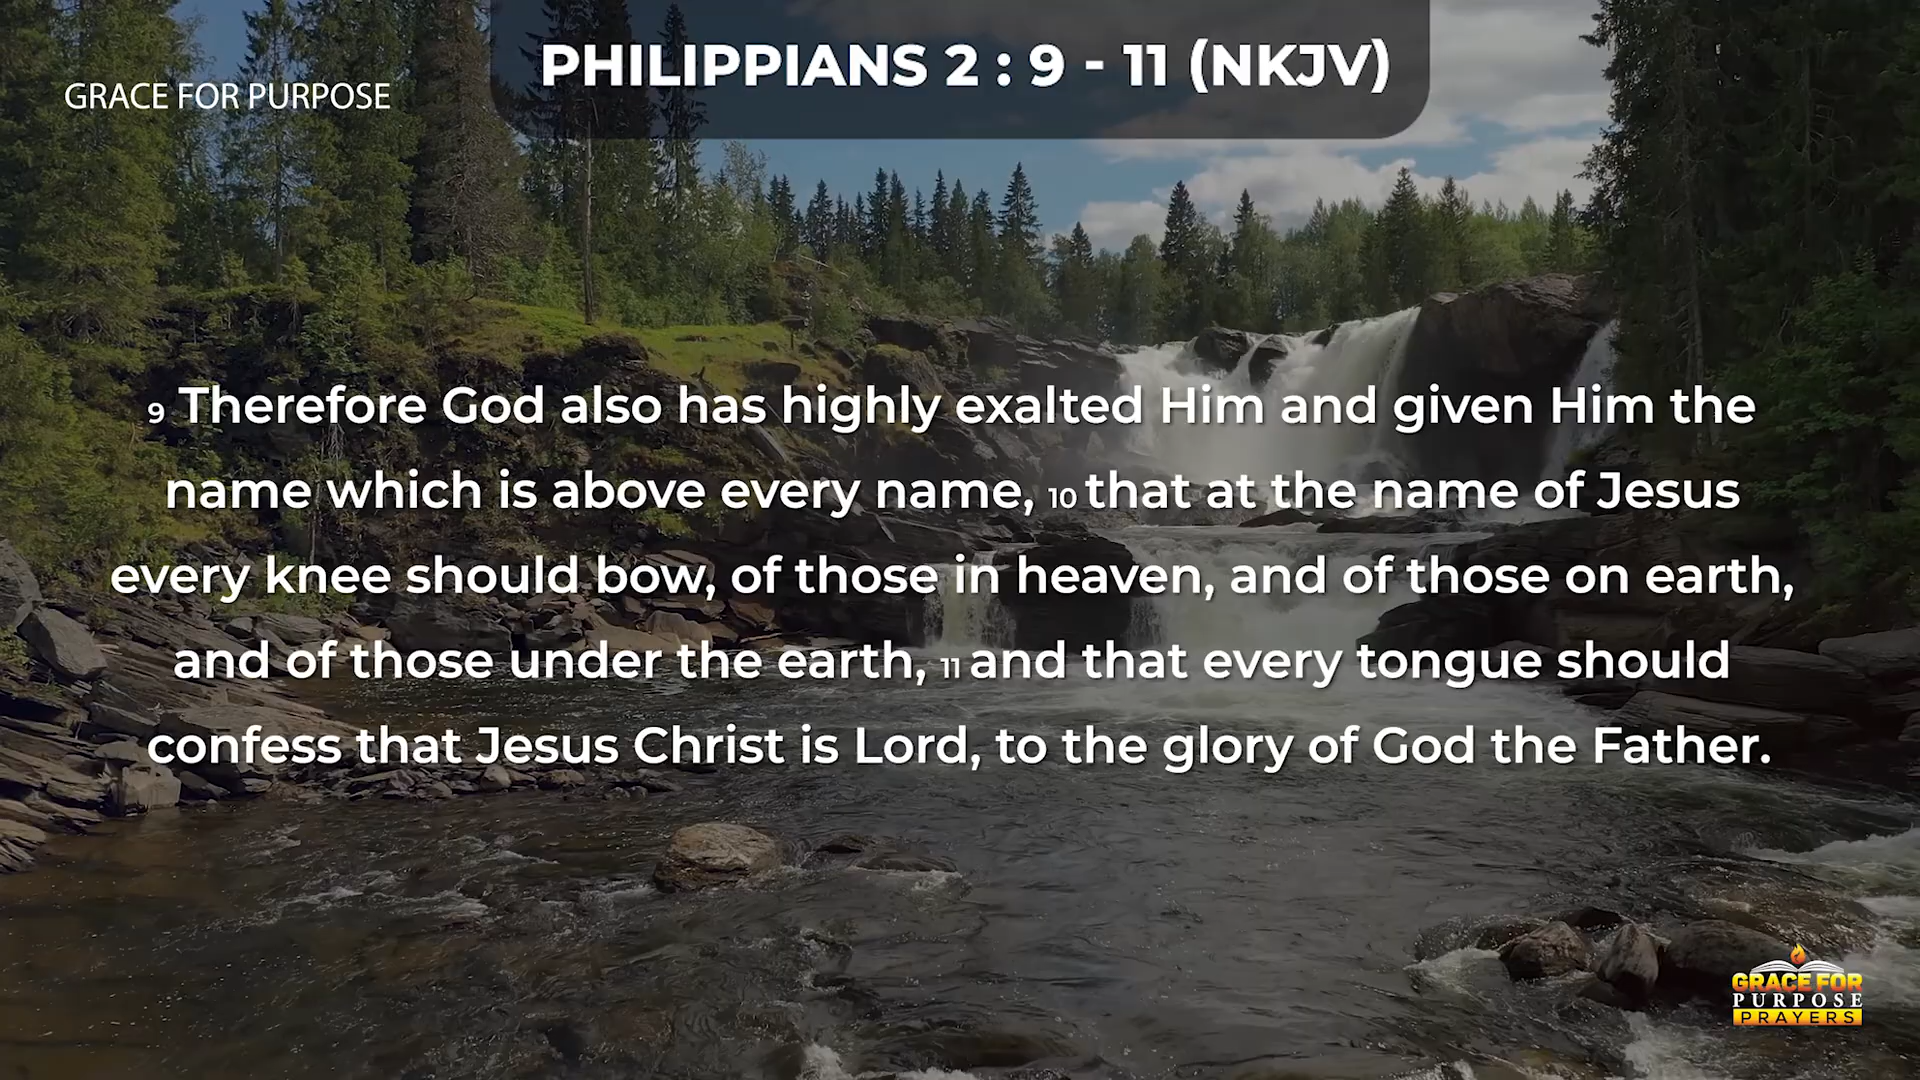 PHILIPPIANS 2 : 9 - 11 (NKJV)
GRACE FOR PURPOSE
9 Therefore God also has highly exalted Him and given Him the
name which is above every name, 10 that at the name of Jesus
every knee should bow, of those in heaven, and of those on earth,
and of those under the earth, 11 and that every tongue should
confess that Jesus Christ is Lord, to the glory of God the Father.
GRACE FOR
PURPOSE
PRAYERS